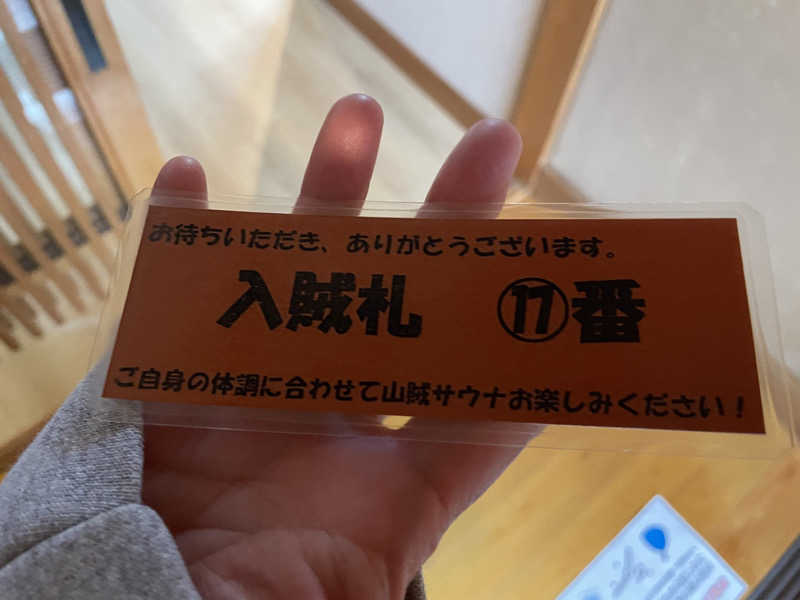 お待ちいただき、ありがとうございます。
入賊札 ⑰番
ご自身の体調に合わせて山賊サウナお楽しみください！